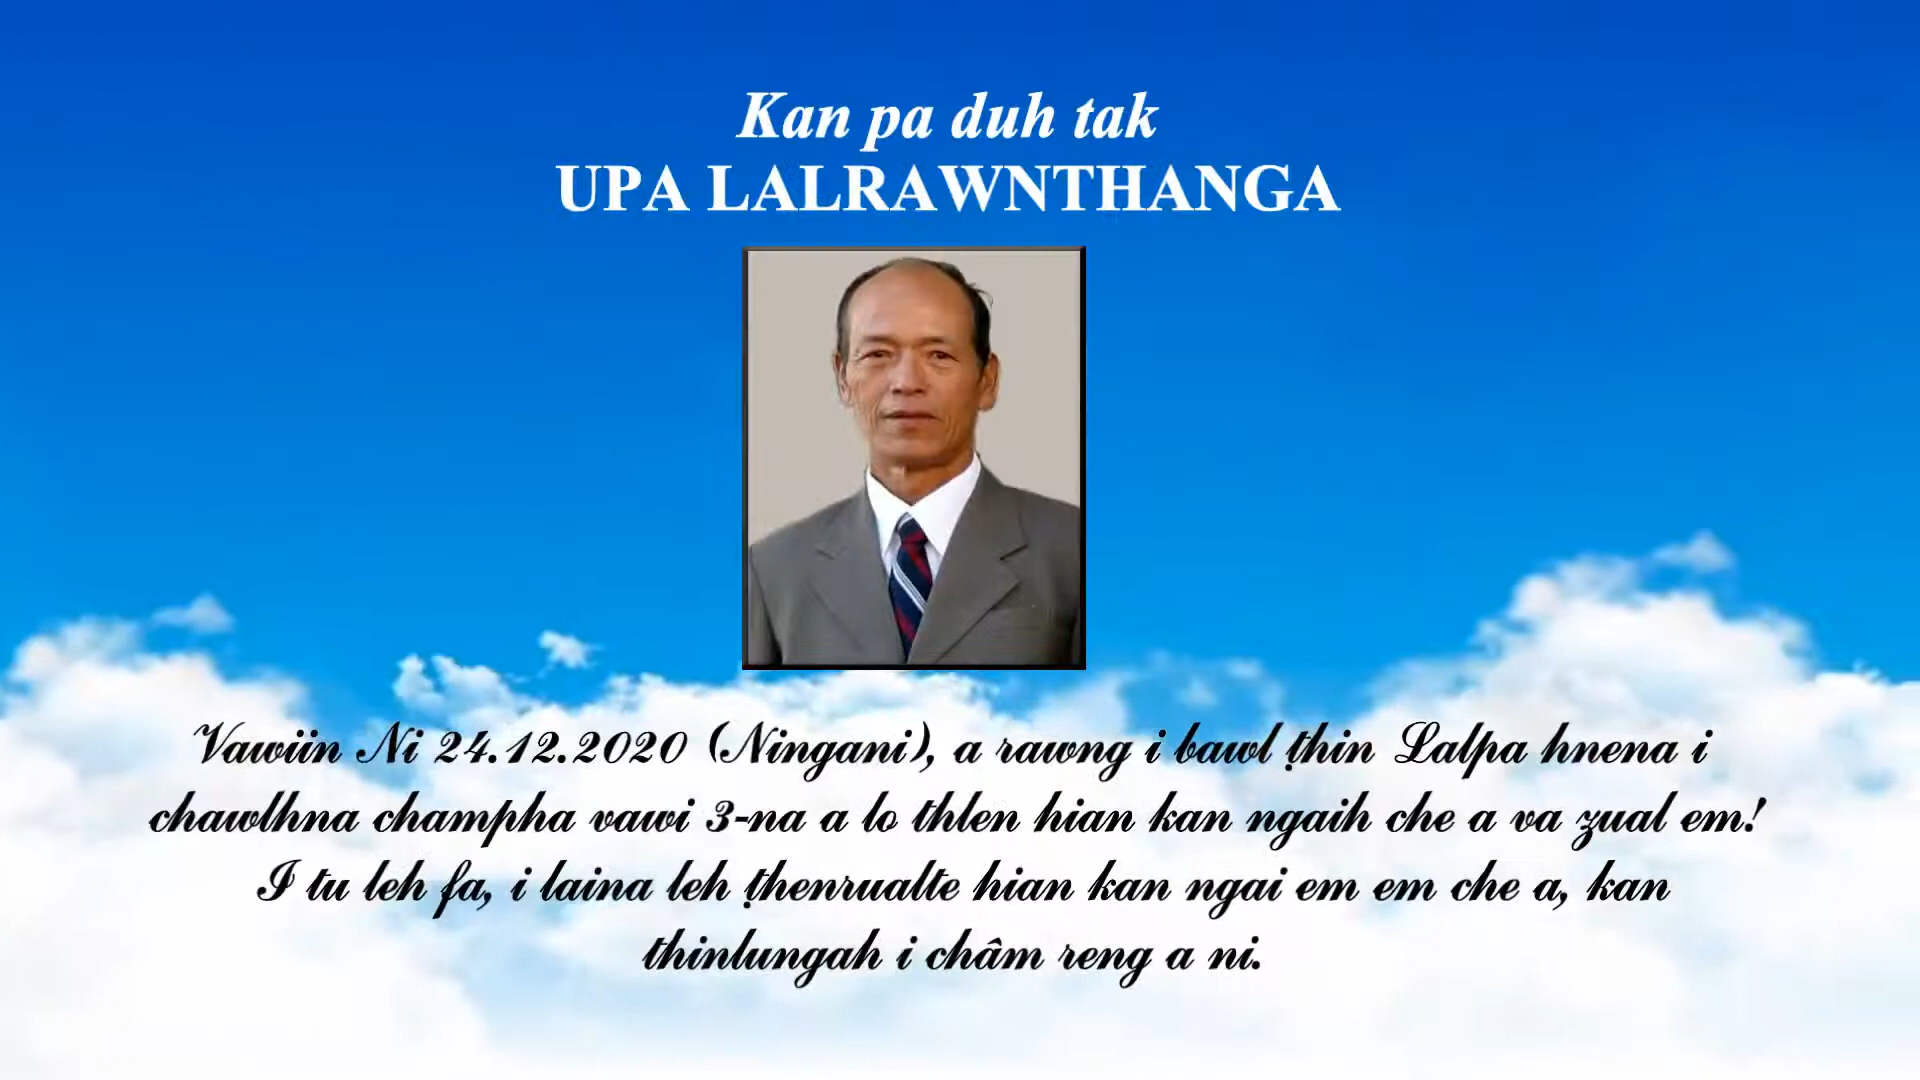 Kan pa duh tak
UPA LALRAWNTHANGA
Vawiin Ni 24.12.2020 (Ningani), a rawng i bawl ṭhin Lalpa hnena i
chawlhna champha vawi 3-na a lo thlen hian kan ngaih che a va zual em!
I tu leh fa, i laina leh ṭhenrualte hian kan ngai em em che a, kan
thinlungah i châm reng a ni.